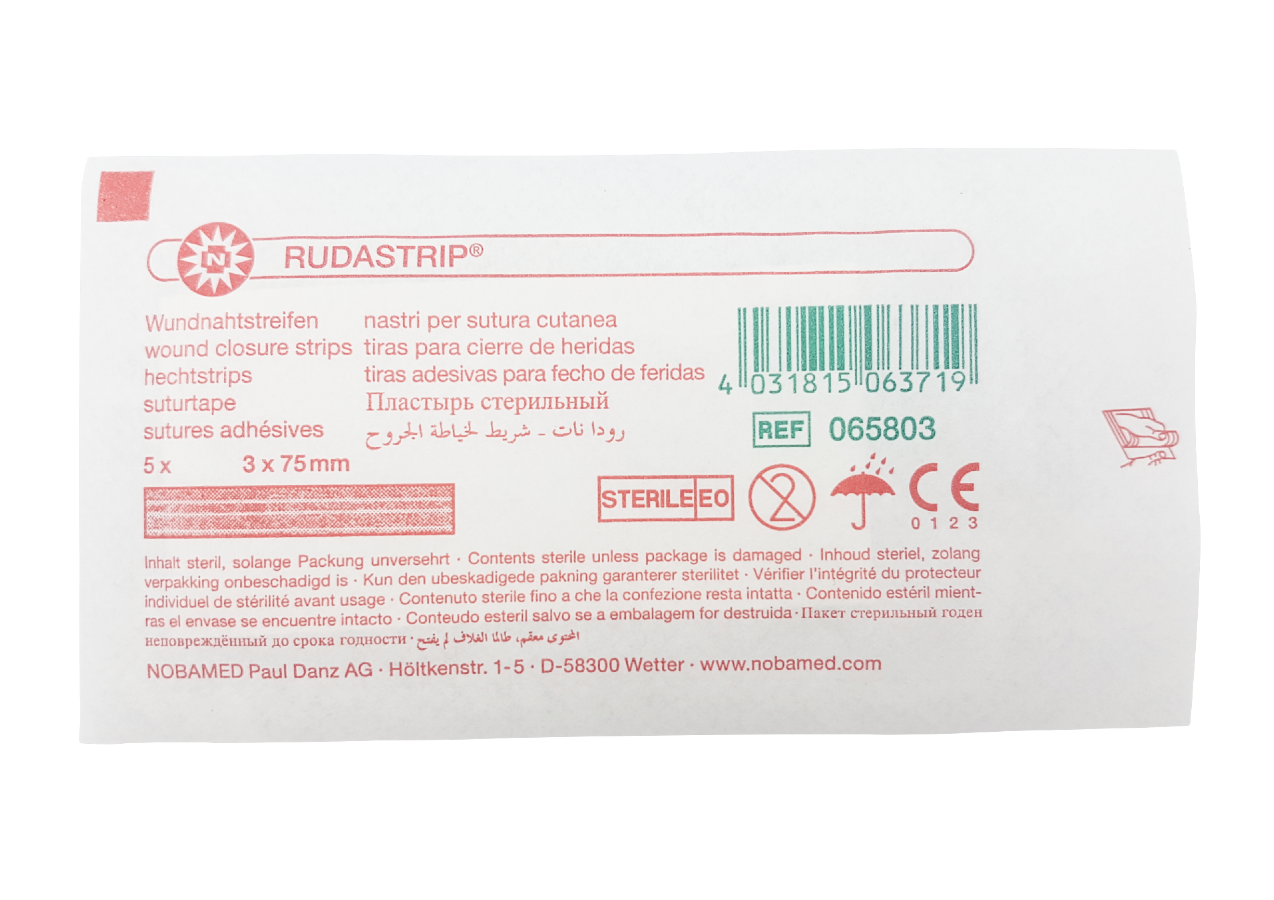 N
RUDASTRIP®
Wundnahtstreifen
wound closure strips
hechtstrips
suturtape
sutures adhésives
nastri per sutura cutanea
tiras para cierre de heridas
tiras adesivas para fecho de feridas
Пластырь стерильный
رودا نات ـ شريط لخياطة الجروح
5 x 3 x 75 mm
4 031815 063719
REF 065803
STERILE EO
2
CE
0123
Inhalt steril, solange Packung unversehrt · Contents sterile unless package is damaged · Inhoud steriel, zolang
verpakking onbeschadigd is · Kun den ubeskadigede pakning garanterer sterilitet · Vérifier l'intégrité du protecteur
individuel de stérilité avant usage · Contenuto sterile fino a che la confezione resta intatta · Contenido estéril mient-
ras el envase se encuentre intacto · Conteudo esteril salvo se a embalagem for destruida · Пакет стерильный годен
неповреждённый до срока годности · المحتوى معقم، طالما الغلاف لم يفتح
NOBAMED Paul Danz AG · Höltkenstr. 1-5 · D-58300 Wetter · www.nobamed.com